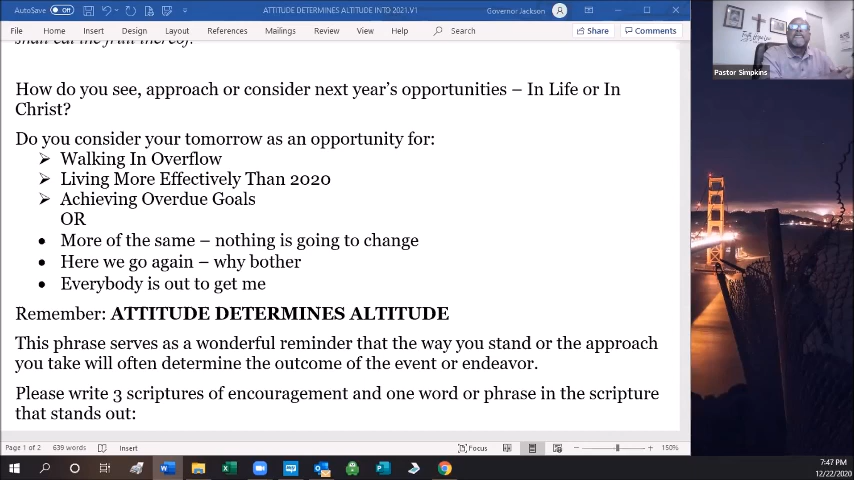 AutoSave Off ATTITUDE DETERMINES ALTITUDE INTO 2021.V1 Governor Jackson
File Home Insert Design Layout References Mailings Review View Help Search Share Comments
shall eat the fruit thereof.
How do you see, approach or consider next year's opportunities – In Life or In
Christ?
Do you consider your tomorrow as an opportunity for:
➢ Walking In Overflow
➢ Living More Effectively Than 2020
➢ Achieving Overdue Goals
OR
• More of the same – nothing is going to change
• Here we go again – why bother
• Everybody is out to get me
Remember: ATTITUDE DETERMINES ALTITUDE
This phrase serves as a wonderful reminder that the way you stand or the approach
you take will often determine the outcome of the event or endeavor.
Please write 3 scriptures of encouragement and one word or phrase in the scripture
that stands out:
Page 1 of 2 639 words Insert Focus 150%
Pastor Simpkins
7:47 PM
12/22/2020